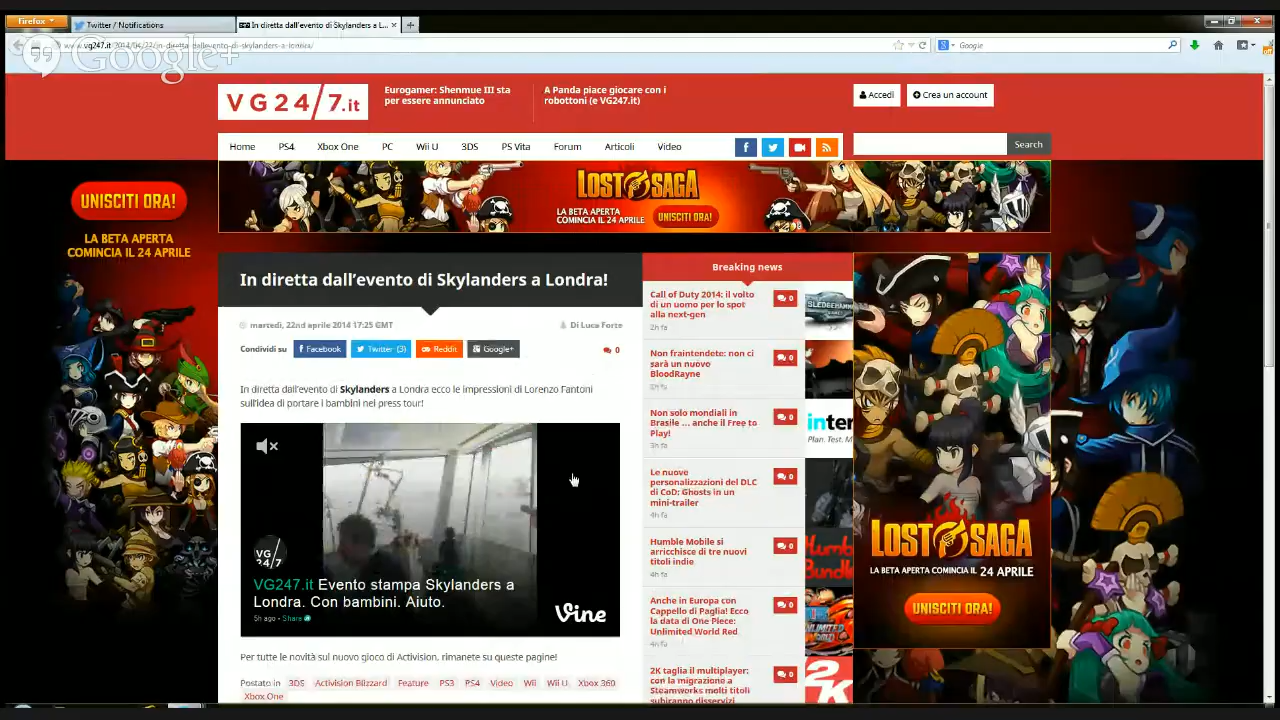 Firefox
Twitter / Notifications
In diretta dall'evento di Skylanders a L...
www.vg247.it/2014/04/22/in-diretta-dallevento-di-skylanders-a-londra/
Google
Google+
VG24/7.it
Eurogamer: Shenmue III sta
per essere annunciato
A Panda piace giocare con i
robottoni (e VG247.it)
Accedi
Crea un account
Home
PS4
Xbox One
PC
Wii U
3DS
PS Vita
Forum
Articoli
Video
Search
UNISCITI ORA!
LA BETA APERTA
COMINCIA IL 24 APRILE
LOST SAGA
LA BETA APERTA
COMINCIA IL 24 APRILE
UNISCITI ORA!
In diretta dall'evento di Skylanders a Londra!
martedì, 22nd aprile 2014 17:25 GMT
Di Luca Forte
Condividi su
Facebook
Twitter (3)
Reddit
Google+
0
In diretta dall'evento di Skylanders a Londra ecco le impressioni di Lorenzo Fantoni
sull'idea di portare i bambini nei press tour!
VG
24/7
VG247.it Evento stampa Skylanders a
Londra. Con bambini. Aiuto.
5h ago • Share
Vine
Per tutte le novità sul nuovo gioco di Activision, rimanete su queste pagine!
Postato in 3DS Activision Blizzard Feature PS3 PS4 Video Wii Wii U Xbox 360
Xbox One
Breaking news
Call of Duty 2014: il volto
di un uomo per lo spot
alla next-gen
0
2h fa
SLEDGEHAMM
Non fraintendete: non ci
sarà un nuovo
BloodRayne
0
Non solo mondiali in
Brasile ... anche il Free to
Play!
0
3h fa
inter
Plan. Test. M
Le nuove
personalizzazioni del DLC
di CoD: Ghosts in un
mini-trailer
0
4h fa
Humble Mobile si
arricchisce di tre nuovi
titoli indie
0
4h fa
Humb
Bundle
Anche in Europa con
Cappello di Paglia! Ecco
la data di One Piece:
Unlimited World Red
0
4h fa
UNLIMITED
2K taglia il multiplayer:
con la migrazione a
Steamworks molti titoli
subiranno disservizi
0
2K
LOST SAGA
LA BETA APERTA COMINCIA IL 24 APRILE
UNISCITI ORA!